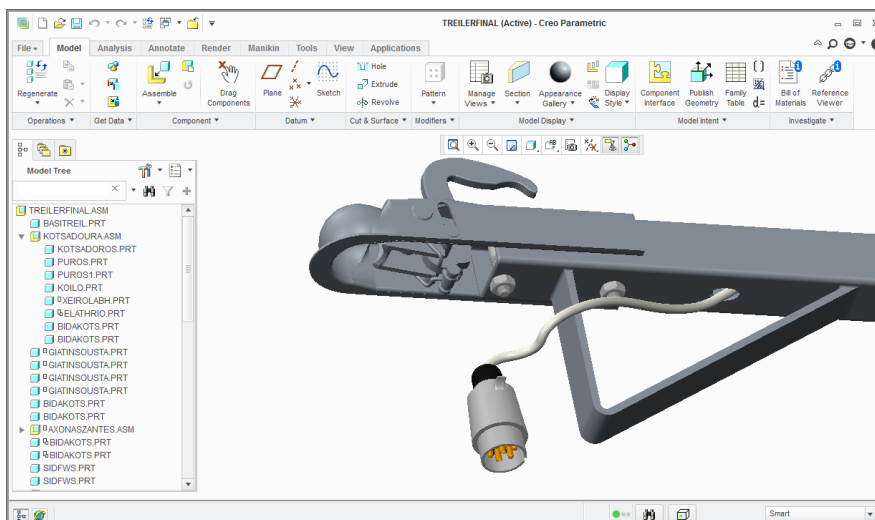 TREILERFINAL (Active) - Creo Parametric
File Model Analysis Annotate Render Manikin Tools View Applications
Regenerate Assemble Drag Components Plane Sketch Hole Extrude Revolve Pattern Manage Views Section Appearance Gallery Display Style Component Interface Publish Geometry Family Table d= Bill of Materials Reference Viewer
Operations Get Data Component Datum Cut & Surface Modifiers Model Display Model Intent Investigate
Model Tree
TREILERFINAL.ASM
BASITREIL.PRT
KOTSADOURA.ASM
KOTSADOROS.PRT
PUROS.PRT
PUROS1.PRT
KOILO.PRT
XEIROLABH.PRT
ELATHRIO.PRT
BIDAKOTS.PRT
BIDAKOTS.PRT
GIATINSOUSTA.PRT
GIATINSOUSTA.PRT
GIATINSOUSTA.PRT
GIATINSOUSTA.PRT
BIDAKOTS.PRT
BIDAKOTS.PRT
AXONASZANTES.ASM
BIDAKOTS.PRT
BIDAKOTS.PRT
SIDFWS.PRT
SIDFWS.PRT
Smart